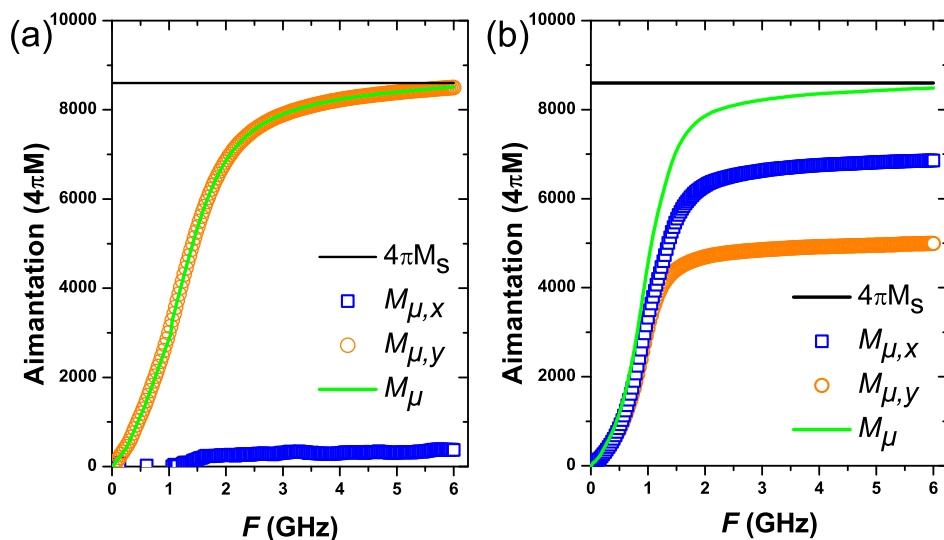 (a)
10000
8000
6000
4000
2000
0
Aimantation (4πM)
4πMS
Mμ,x
Mμ,y
Mμ
0 1 2 3 4 5 6
F (GHz)
(b)
10000
8000
6000
4000
2000
0
Aimantation (4πM)
4πMS
Mμ,x
Mμ,y
Mμ
0 1 2 3 4 5 6
F (GHz)